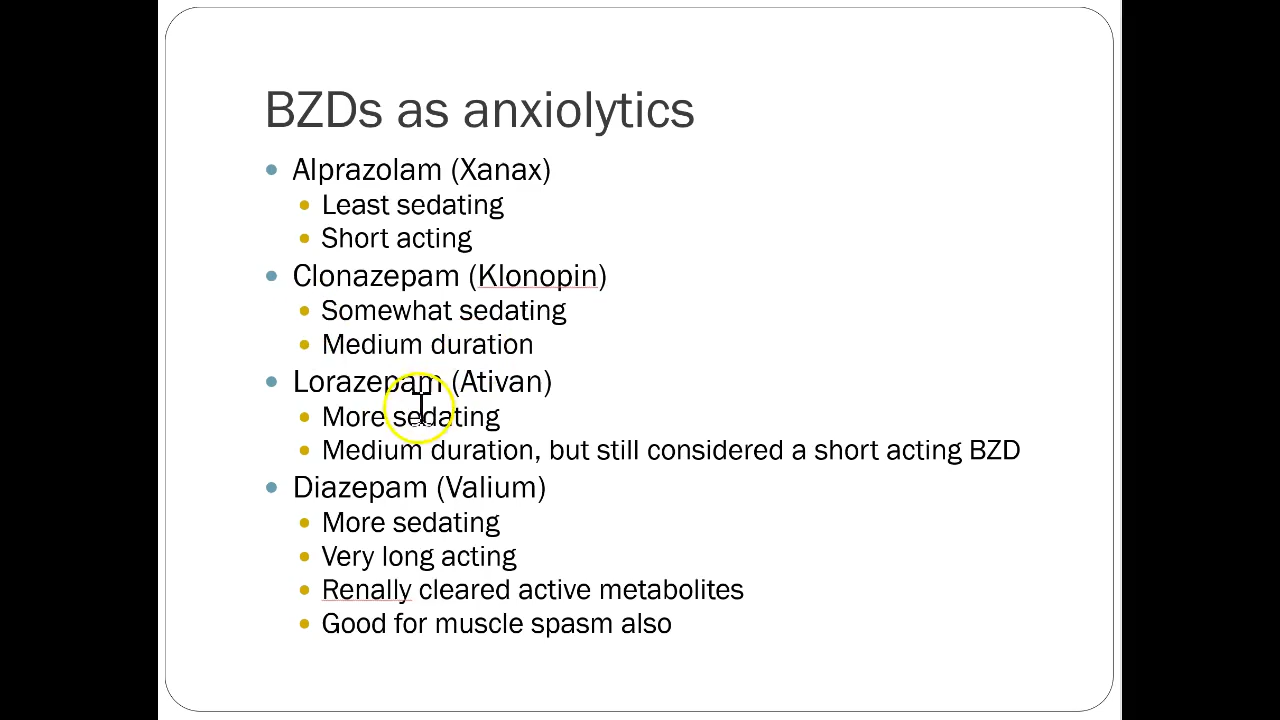 BZDs as anxiolytics
Alprazolam (Xanax)
Least sedating
Short acting
Clonazepam (Klonopin)
Somewhat sedating
Medium duration
Lorazepam (Ativan)
More sedating
Medium duration, but still considered a short acting BZD
Diazepam (Valium)
More sedating
Very long acting
Renally cleared active metabolites
Good for muscle spasm also